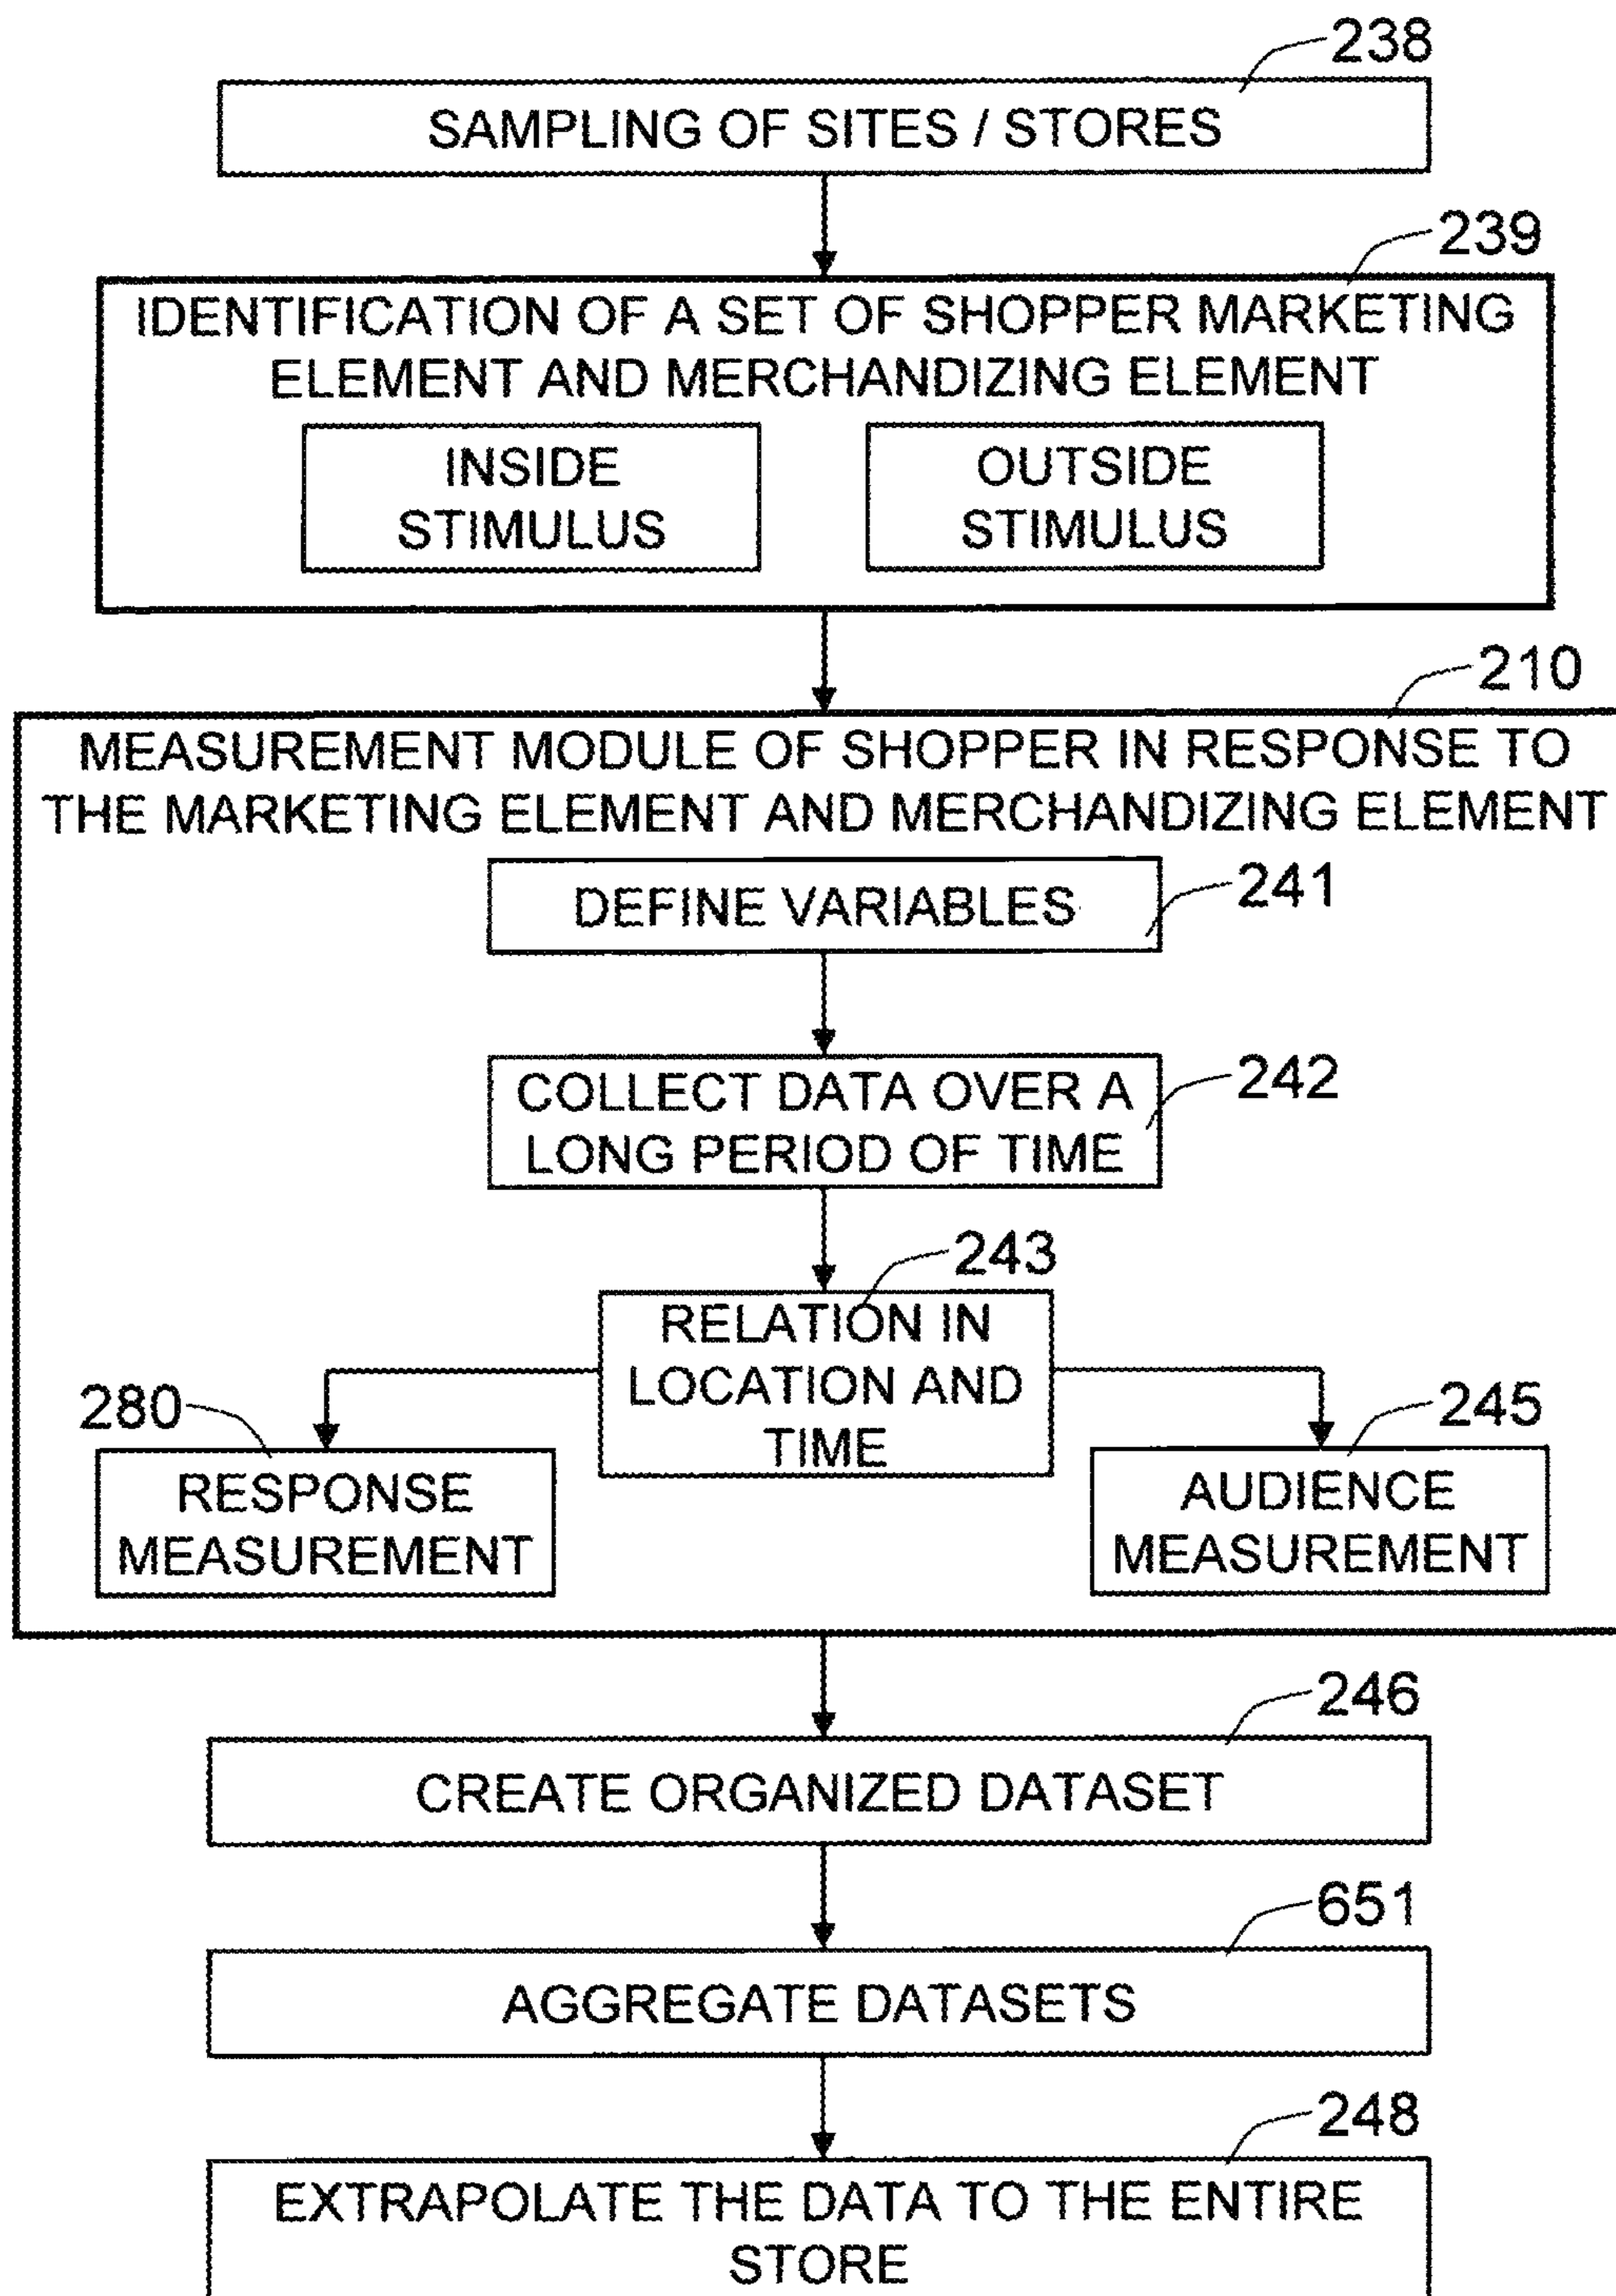 238
SAMPLING OF SITES / STORES
239
IDENTIFICATION OF A SET OF SHOPPER MARKETING
ELEMENT AND MERCHANDIZING ELEMENT
INSIDE
STIMULUS
OUTSIDE
STIMULUS
210
MEASUREMENT MODULE OF SHOPPER IN RESPONSE TO
THE MARKETING ELEMENT AND MERCHANDIZING ELEMENT
DEFINE VARIABLES
241
COLLECT DATA OVER A
LONG PERIOD OF TIME
242
243
RELATION IN
LOCATION AND
TIME
280
RESPONSE
MEASUREMENT
245
AUDIENCE
MEASUREMENT
246
CREATE ORGANIZED DATASET
651
AGGREGATE DATASETS
248
EXTRAPOLATE THE DATA TO THE ENTIRE
STORE